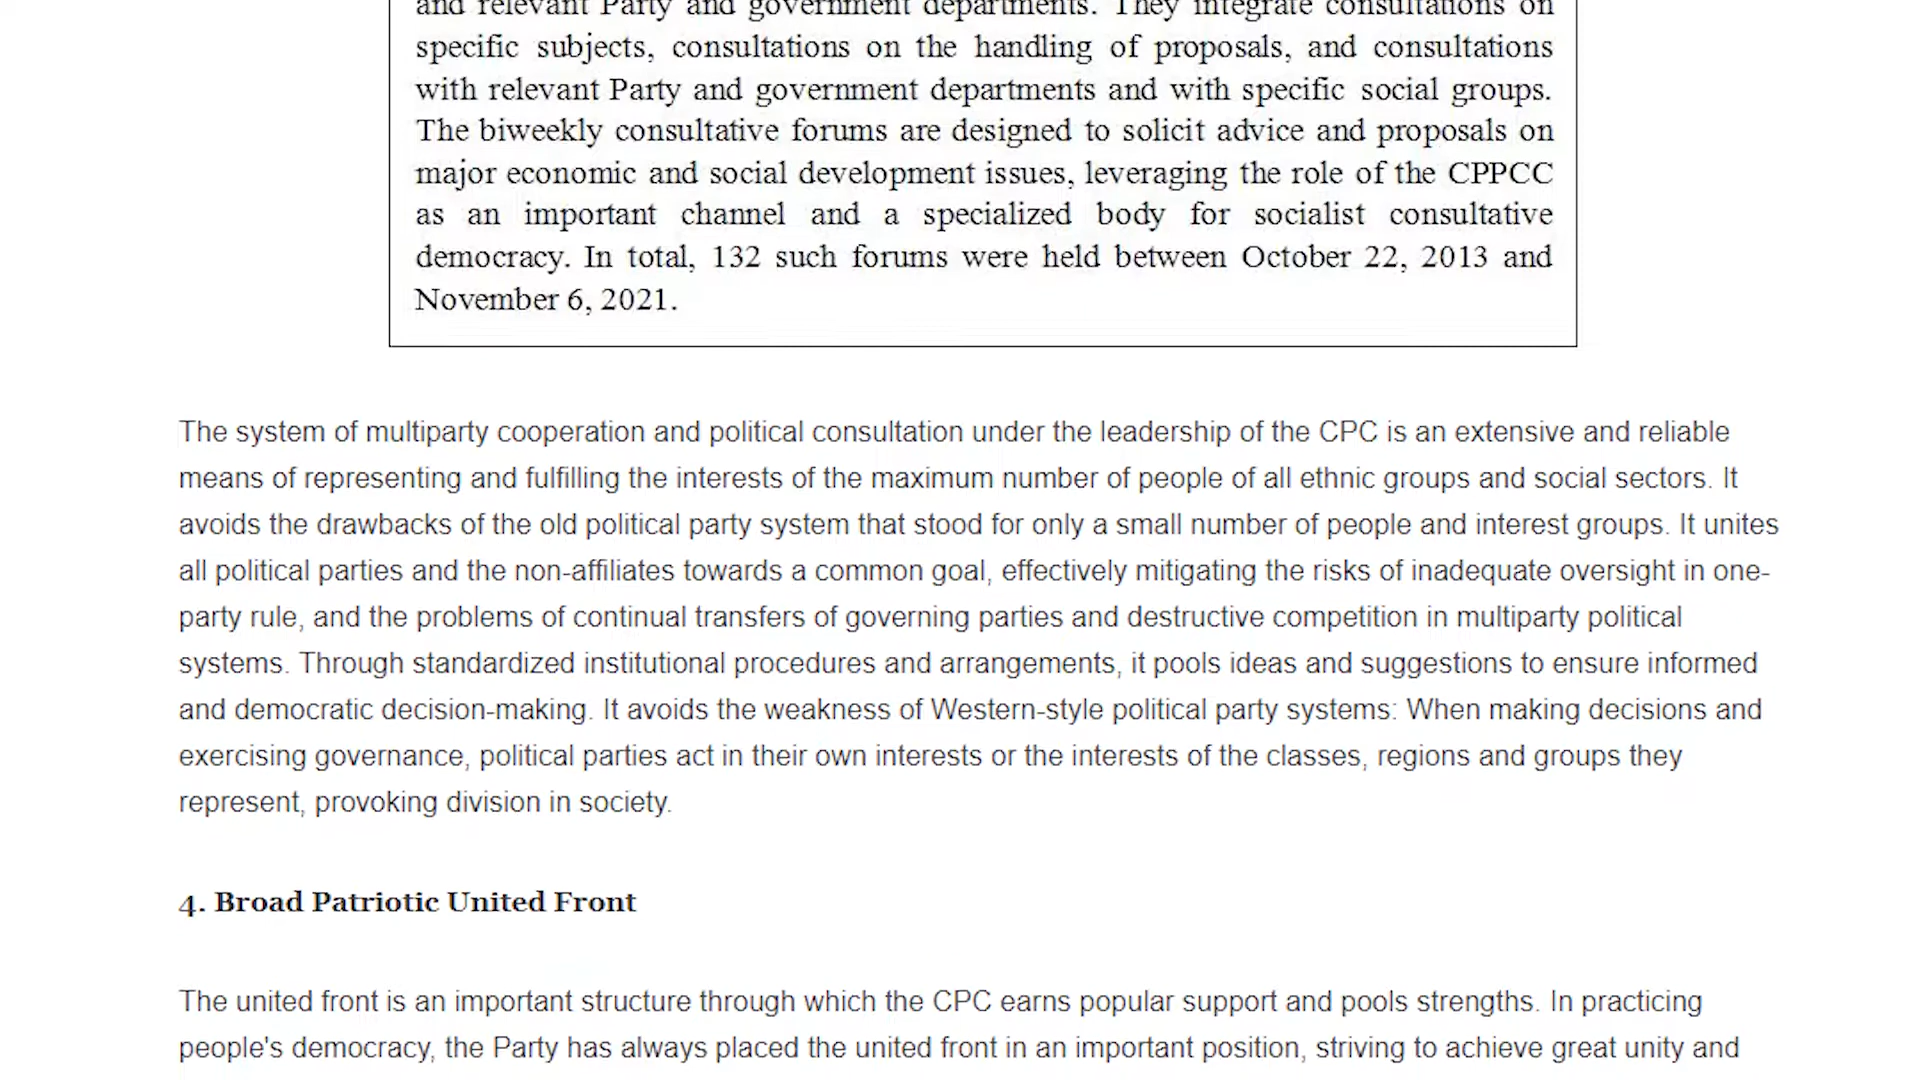 and relevant Party and government departments. They integrate consultations on
specific subjects, consultations on the handling of proposals, and consultations
with relevant Party and government departments and with specific social groups.
The biweekly consultative forums are designed to solicit advice and proposals on
major economic and social development issues, leveraging the role of the CPPCC
as an important channel and a specialized body for socialist consultative
democracy. In total, 132 such forums were held between October 22, 2013 and
November 6, 2021.
The system of multiparty cooperation and political consultation under the leadership of the CPC is an extensive and reliable
means of representing and fulfilling the interests of the maximum number of people of all ethnic groups and social sectors. It
avoids the drawbacks of the old political party system that stood for only a small number of people and interest groups. It unites
all political parties and the non-affiliates towards a common goal, effectively mitigating the risks of inadequate oversight in one-
party rule, and the problems of continual transfers of governing parties and destructive competition in multiparty political
systems. Through standardized institutional procedures and arrangements, it pools ideas and suggestions to ensure informed
and democratic decision-making. It avoids the weakness of Western-style political party systems: When making decisions and
exercising governance, political parties act in their own interests or the interests of the classes, regions and groups they
represent, provoking division in society.
4. Broad Patriotic United Front
The united front is an important structure through which the CPC earns popular support and pools strengths. In practicing
people's democracy, the Party has always placed the united front in an important position, striving to achieve great unity and